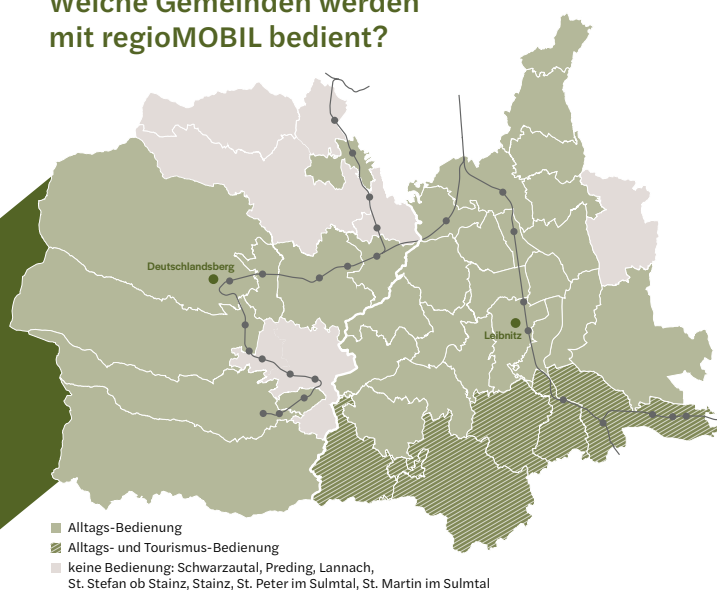 Welche Gemeinden werden
mit regioMOBIL bedient?
Deutschlandsberg
Leibnitz
Alltags-Bedienung
Alltags- und Tourismus-Bedienung
keine Bedienung: Schwarzautal, Preding, Lannach,
St. Stefan ob Stainz, Stainz, St. Peter im Sulmtal, St. Martin im Sulmtal